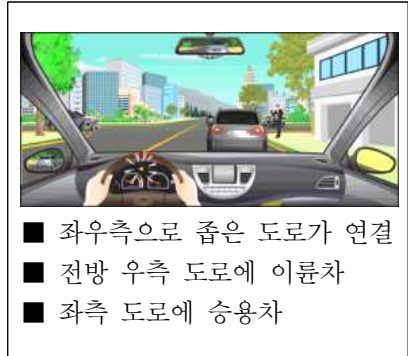 ■ 좌우측으로 좁은 도로가 연결
■ 전방 우측 도로에 이륜차
■ 좌측 도로에 승용차